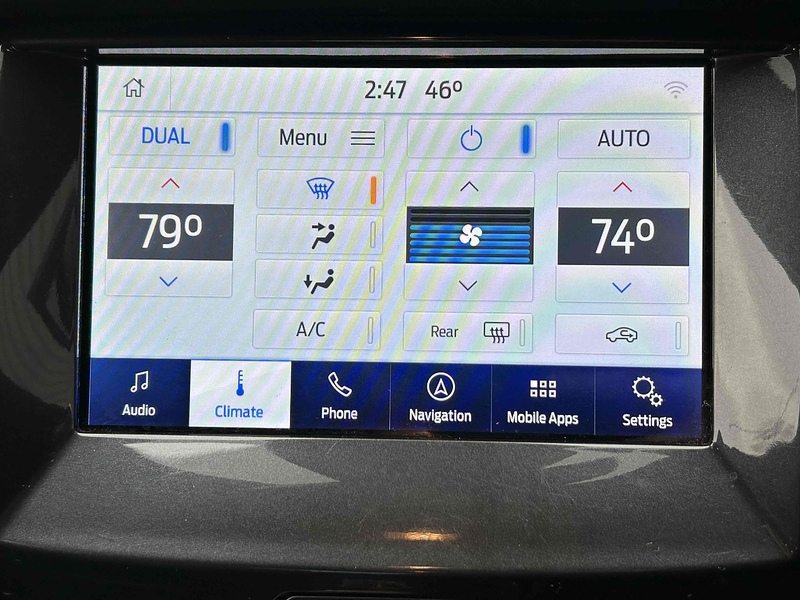 2:47 46º
DUAL Menu AUTO
79º 74º
A/C Rear
Audio Climate Phone Navigation Mobile Apps Settings